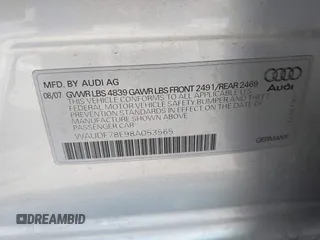 MFD. BY AUDI AG
08/07 GVWR LBS 4839 GAWR LBS FRONT 2491/REAR 2469
THIS VEHICLE CONFORMS TO ALL APPLICABLE
FEDERAL MOTOR VEHICLE SAFETY BUMPER AND THEFT
PREVENTION STANDARDS IN EFFECT ON THE DATE OF
MANUFACTURE SHOWN ABOVE
PASSENGER CAR
WAUDF78E98A053565
Audi
DREAMBID